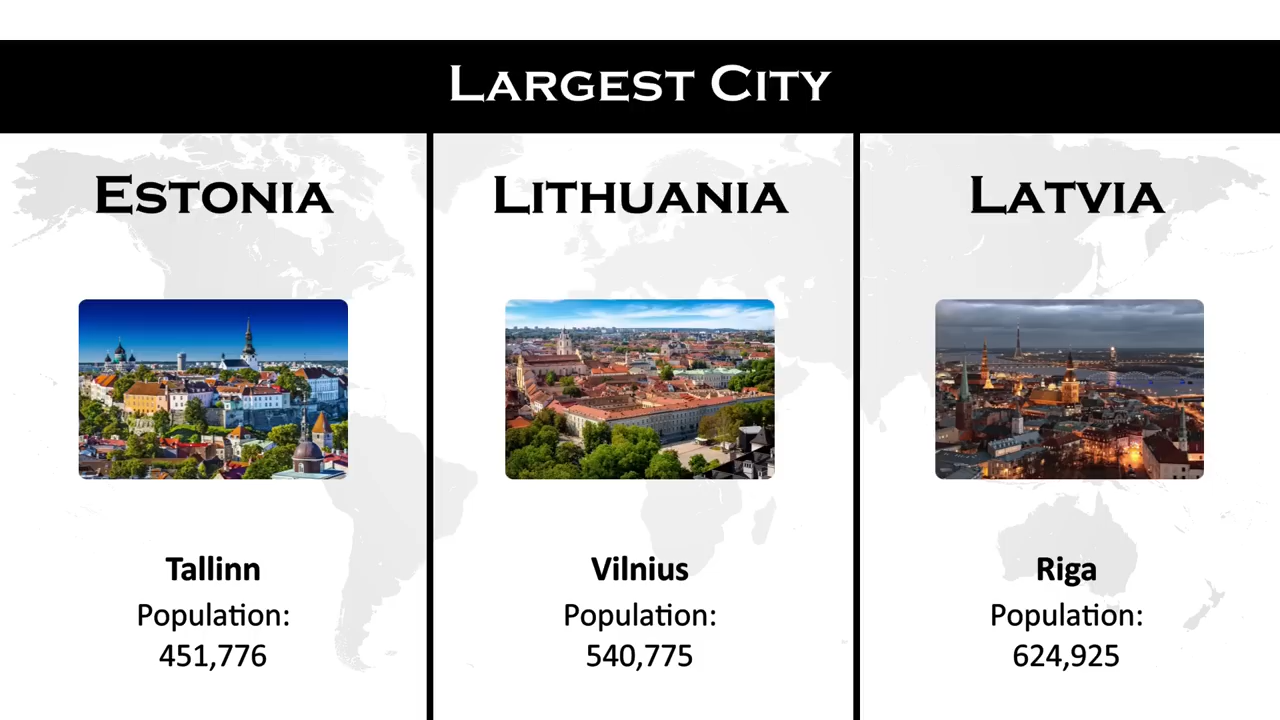 Largest City
Estonia
Lithuania
Latvia
Tallinn
Population:
451,776
Vilnius
Population:
540,775
Riga
Population:
624,925